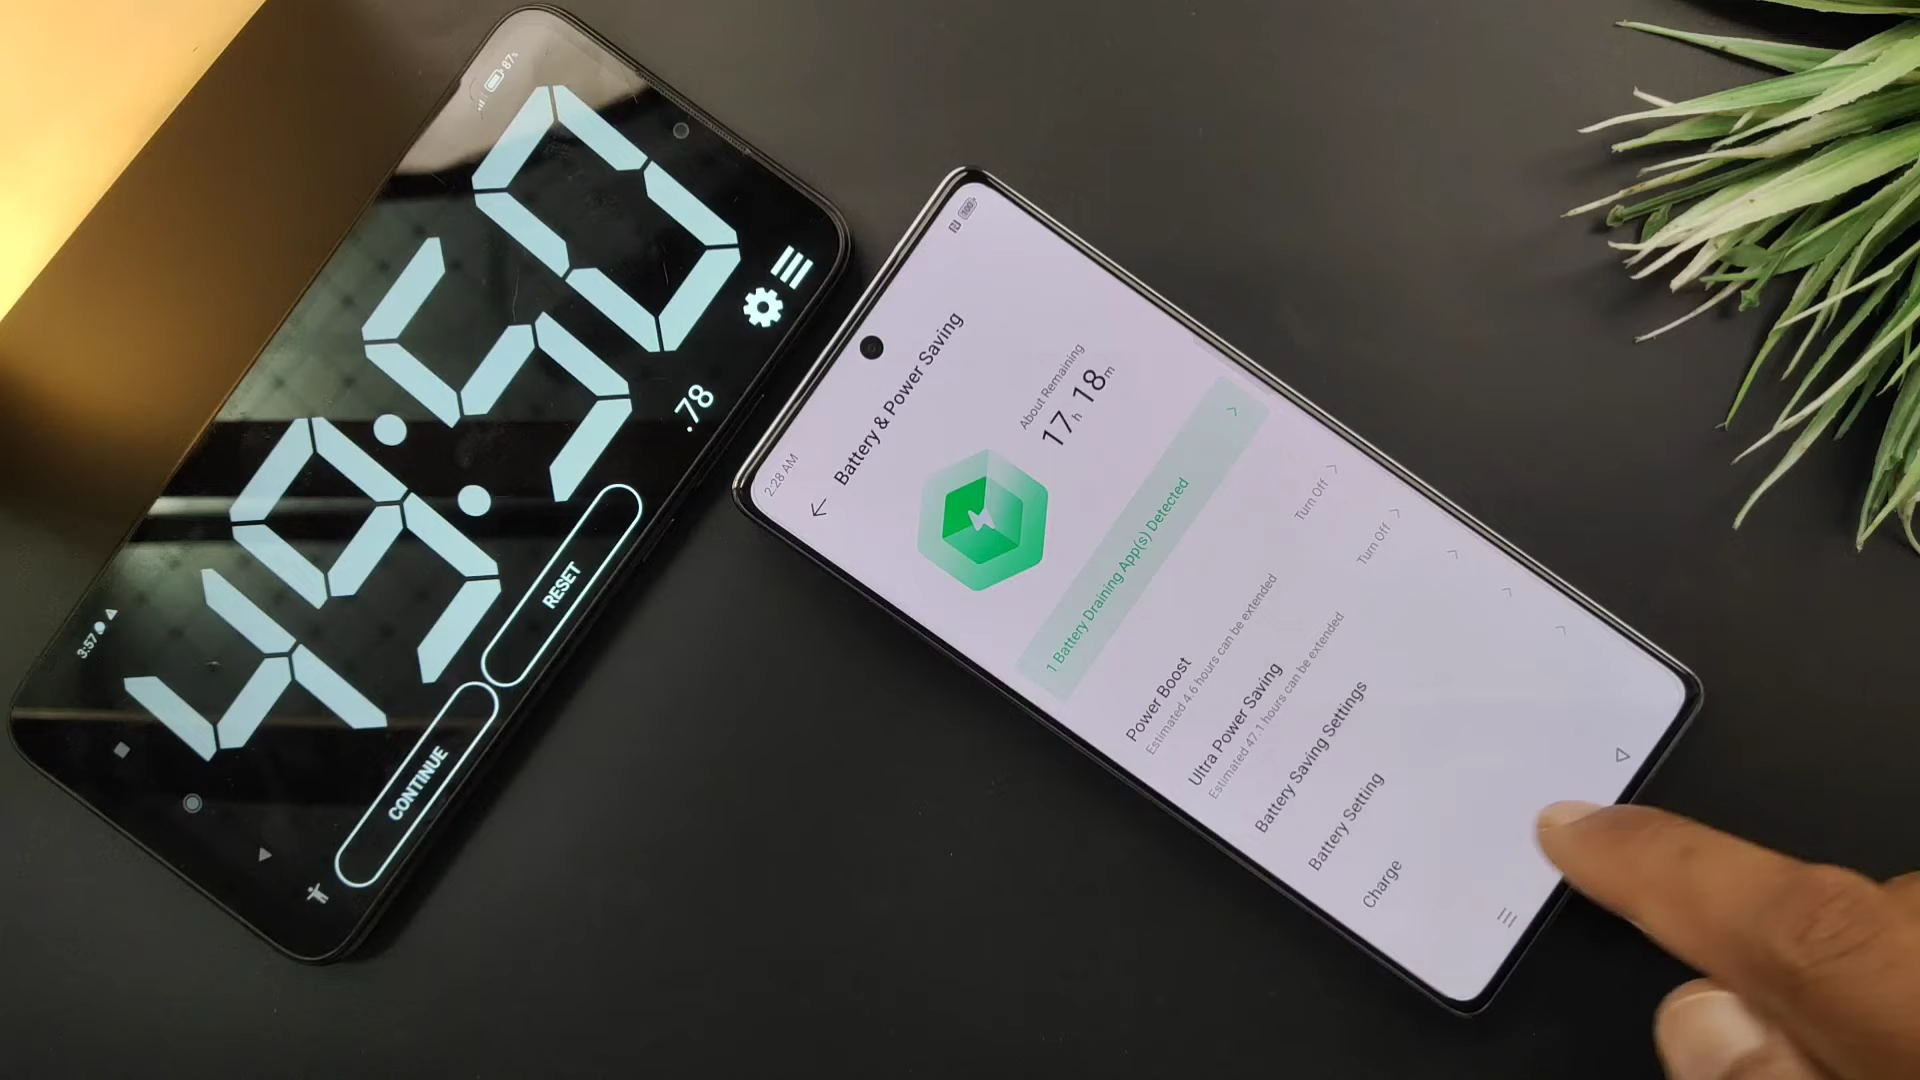 87%
49:50
.78
3:57
CONTINUE
RESET
2:28 AM
100
Battery & Power Saving
About Remaining
17h 18m
1 Battery Draining App(s) Detected
Power Boost
Estimated 4.6 hours can be extended
Turn Off
Ultra Power Saving
Estimated 47.1 hours can be extended
Turn Off
Battery Saving Settings
Battery Setting
Charge